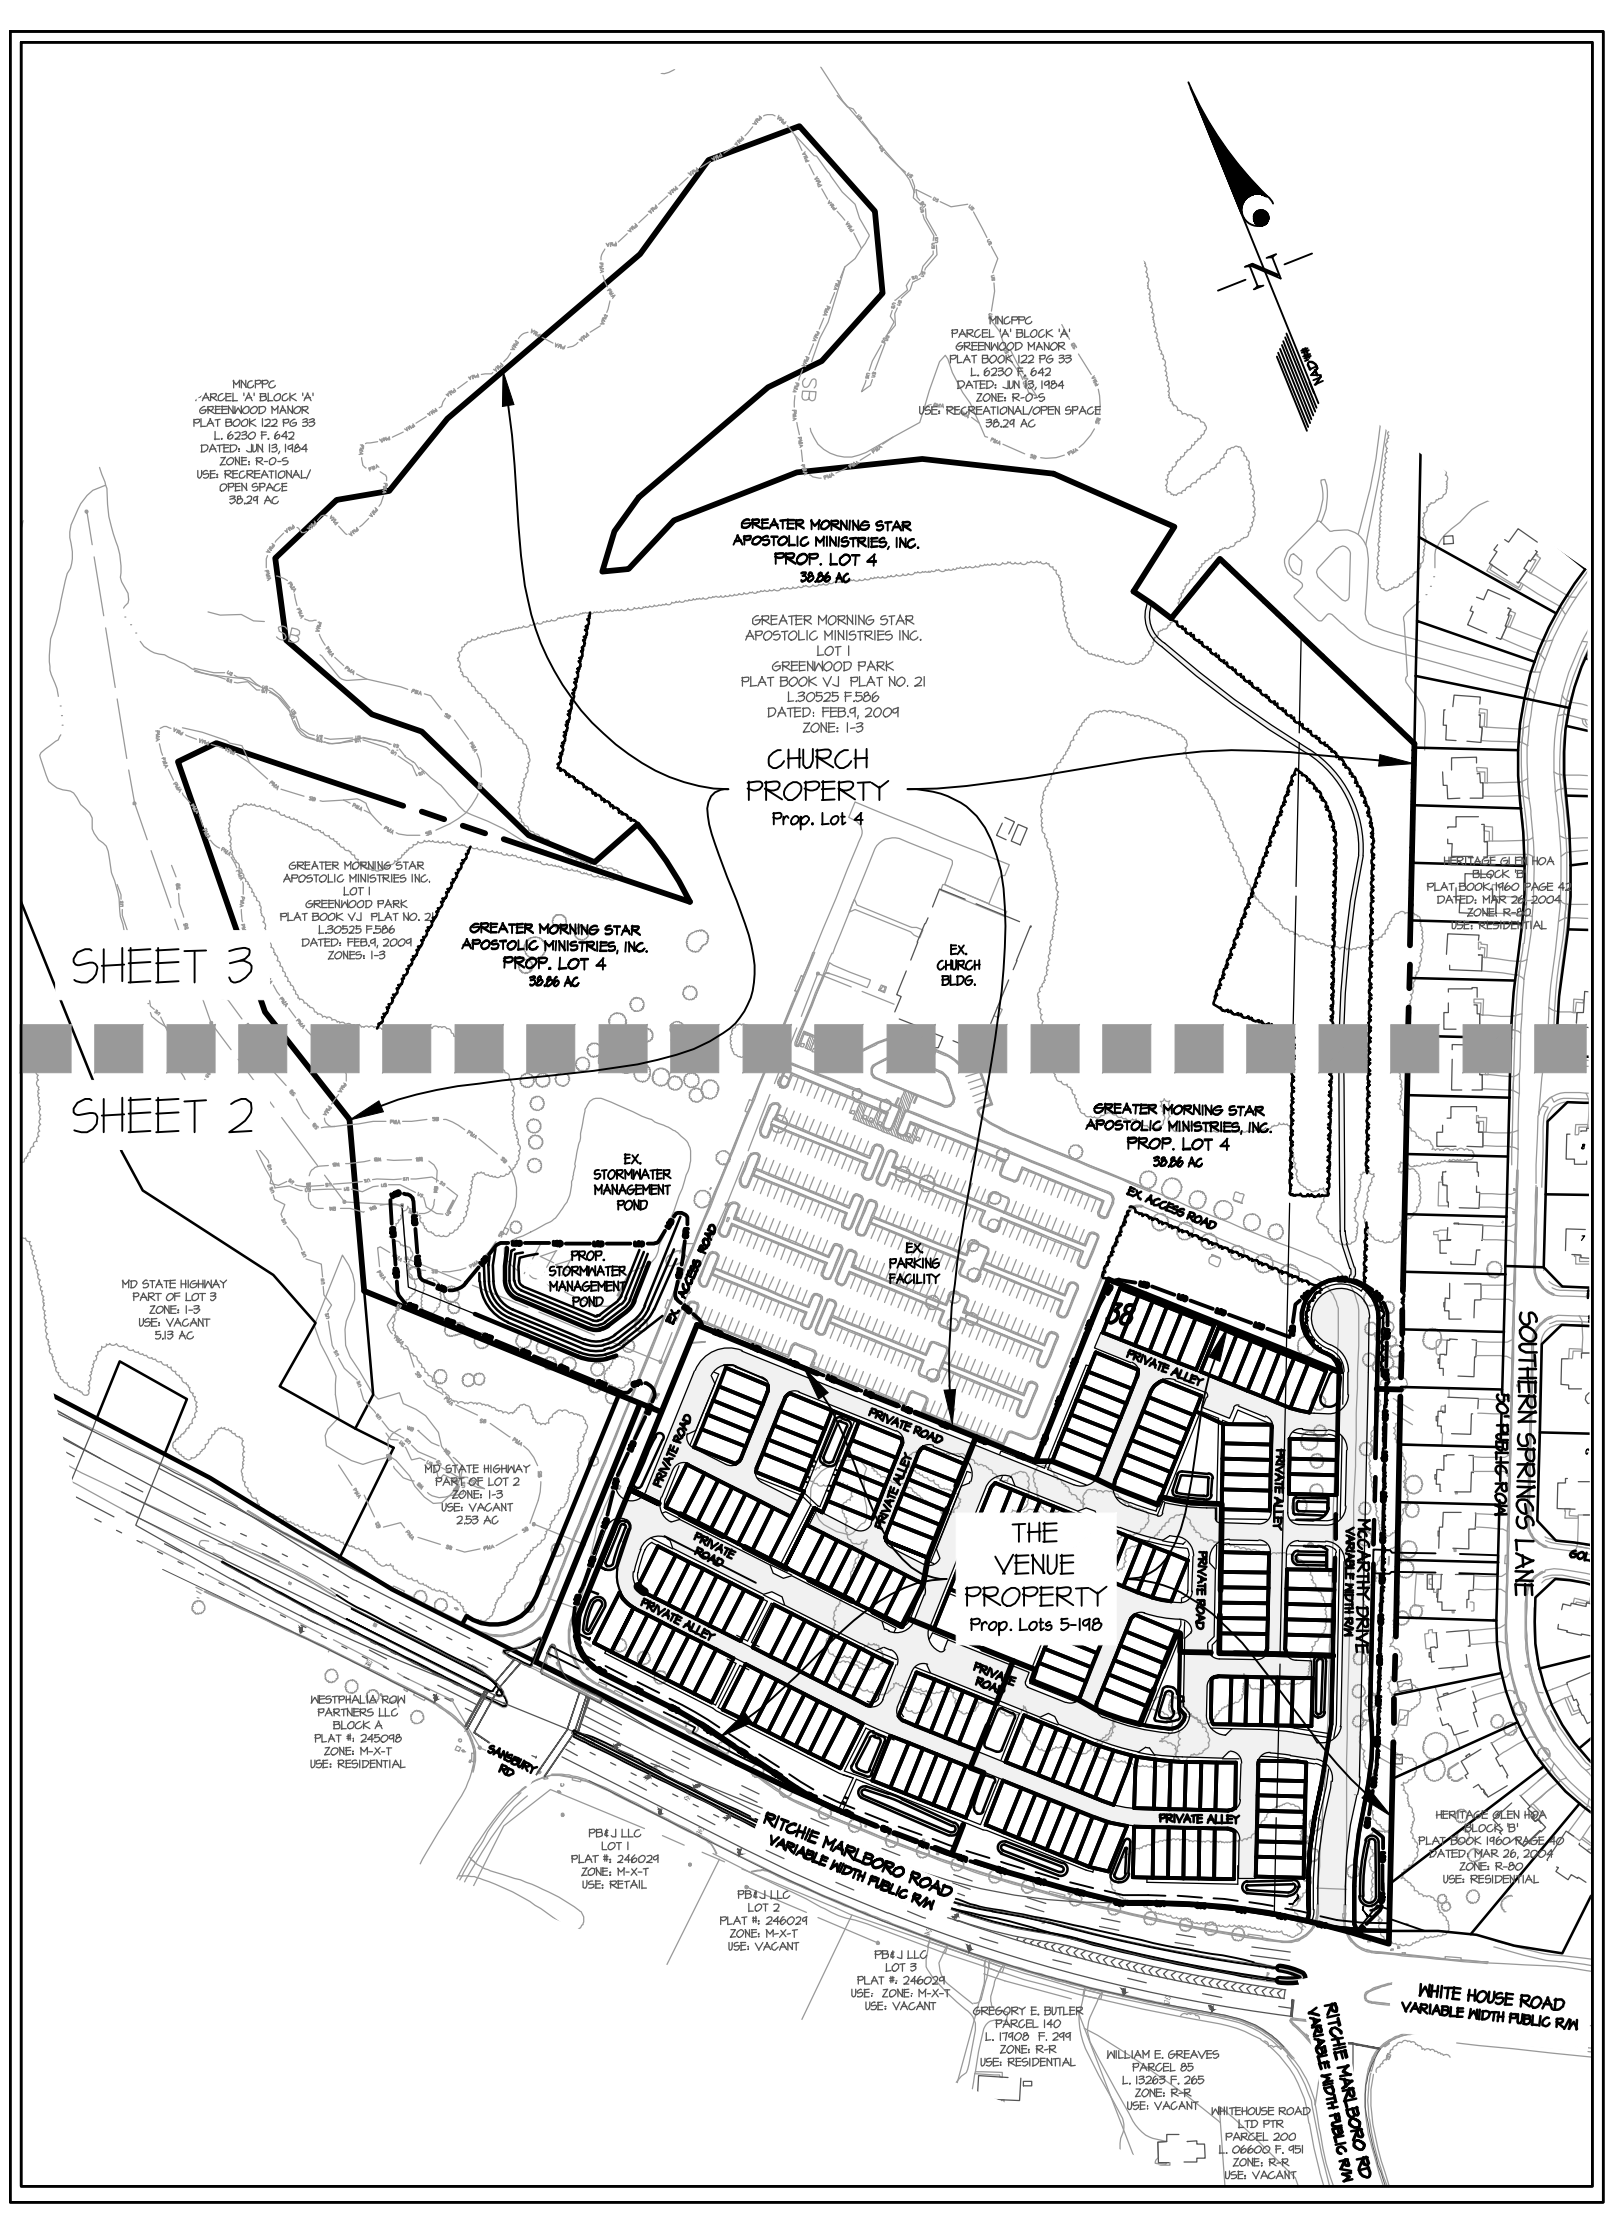 N
MNCPPC
PARCEL 'A' BLOCK 'A'
GREENWOOD MANOR
PLAT BOOK 122 PG 33
L. 6230 F. 642
DATED: JUN 13, 1984
ZONE: R-O-S
USE: RECREATIONAL/OPEN SPACE
38.29 AC
MNCPPC
ARCEL 'A' BLOCK 'A'
GREENWOOD MANOR
PLAT BOOK 122 PG 33
L. 6230 F. 642
DATED: JUN 13, 1984
ZONE: R-O-S
USE: RECREATIONAL/
OPEN SPACE
38.29 AC
SB
GREATER MORNING STAR
APOSTOLIC MINISTRIES, INC.
PROP. LOT 4
38.86 AC
GREATER MORNING STAR
APOSTOLIC MINISTRIES INC.
LOT 1
GREENWOOD PARK
PLAT BOOK VJ PLAT NO. 21
L.30525 F.586
DATED: FEB.9, 2009
ZONE: I-3
SB
CHURCH
PROPERTY
Prop. Lot 4
HERITAGE GLEN HOA
BLOCK 'B'
PLAT BOOK 1960 PAGE 42
DATED: MAR 26, 2004
ZONE: R-80
USE: RESIDENTIAL
GREATER MORNING STAR
APOSTOLIC MINISTRIES INC.
LOT 1
GREENWOOD PARK
PLAT BOOK VJ PLAT NO. 21
L.30525 F.586
DATED: FEB.9, 2009
ZONES: I-3
GREATER MORNING STAR
APOSTOLIC MINISTRIES, INC.
PROP. LOT 4
38.86 AC
EX.
CHURCH
BLDG.
SHEET 3
SHEET 2
GREATER MORNING STAR
APOSTOLIC MINISTRIES, INC.
PROP. LOT 4
38.86 AC
EX.
STORMWATER
MANAGEMENT
POND
EX. ACCESS ROAD
PROP.
STORMWATER
MANAGEMENT
POND
EX. ACCESS ROAD
EX.
PARKING
FACILITY
MD STATE HIGHWAY
PART OF LOT 3
ZONE: I-3
USE: VACANT
5.13 AC
38
PRIVATE ALLEY
SOUTHERN SPRINGS LANE
50' PUBLIC ROW
PRIVATE ROAD
PRIVATE ROAD
PRIVATE ALLEY
PRIVATE ALLEY
MD STATE HIGHWAY
PART OF LOT 2
ZONE: I-3
USE: VACANT
2.53 AC
PRIVATE
ROAD
THE
VENUE
PROPERTY
Prop. Lots 5-198
PRIVATE ROAD
McCARTHY DRIVE
VARIABLE WIDTH R/W
PRIVATE ALLEY
PRIVATE
ROAD
PRIVATE ALLEY
WESTPHALIA ROW
PARTNERS LLC
BLOCK A
PLAT #: 245098
ZONE: M-X-T
USE: RESIDENTIAL
SANSBURY
RD
RITCHIE MARLBORO ROAD
VARIABLE WIDTH PUBLIC R/W
HERITAGE GLEN HOA
BLOCK 'B'
PLAT BOOK 1960 PAGE 40
DATED: MAR 26, 2004
ZONE: R-80
USE: RESIDENTIAL
PB&J LLC
LOT 1
PLAT #: 246029
ZONE: M-X-T
USE: RETAIL
PB&J LLC
LOT 2
PLAT #: 246029
ZONE: M-X-T
USE: VACANT
PB&J LLC
LOT 3
PLAT #: 246029
USE: ZONE: M-X-T
USE: VACANT
WHITE HOUSE ROAD
VARIABLE WIDTH PUBLIC R/W
GREGORY E. BUTLER
PARCEL 140
L. 17908 F. 299
ZONE: R-R
USE: RESIDENTIAL
RITCHIE MARLBORO RD
VARIABLE WIDTH PUBLIC R/W
WILLIAM E. GREAVES
PARCEL 85
L. 13263 F. 265
ZONE: R-R
USE: VACANT
WHITEHOUSE ROAD
LTD PTR
PARCEL 200
L. 06600 F. 951
ZONE: R-R
USE: VACANT